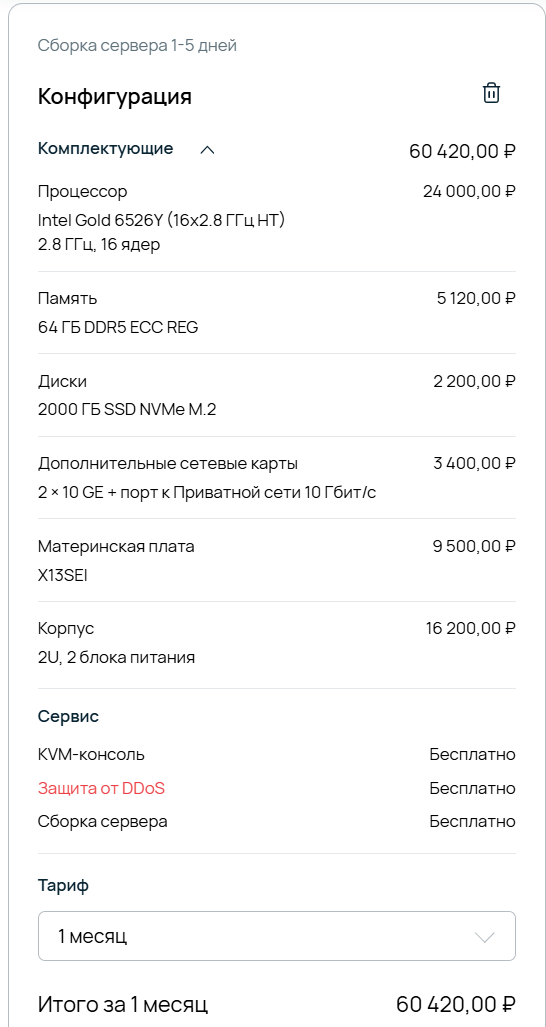 Сборка сервера 1-5 дней
Конфигурация
Комплектующие 60 420,00 ₽
Процессор 24 000,00 ₽
Intel Gold 6526Y (16x2.8 ГГц HT)
2.8 ГГц, 16 ядер
Память 5 120,00 ₽
64 ГБ DDR5 ECC REG
Диски 2 200,00 ₽
2000 ГБ SSD NVMe M.2
Дополнительные сетевые карты 3 400,00 ₽
2 × 10 GE + порт к Приватной сети 10 Гбит/с
Материнская плата 9 500,00 ₽
X13SEI
Корпус 16 200,00 ₽
2U, 2 блока питания
Сервис
KVM-консоль Бесплатно
Защита от DDoS Бесплатно
Сборка сервера Бесплатно
Тариф
1 месяц
Итого за 1 месяц 60 420,00 ₽